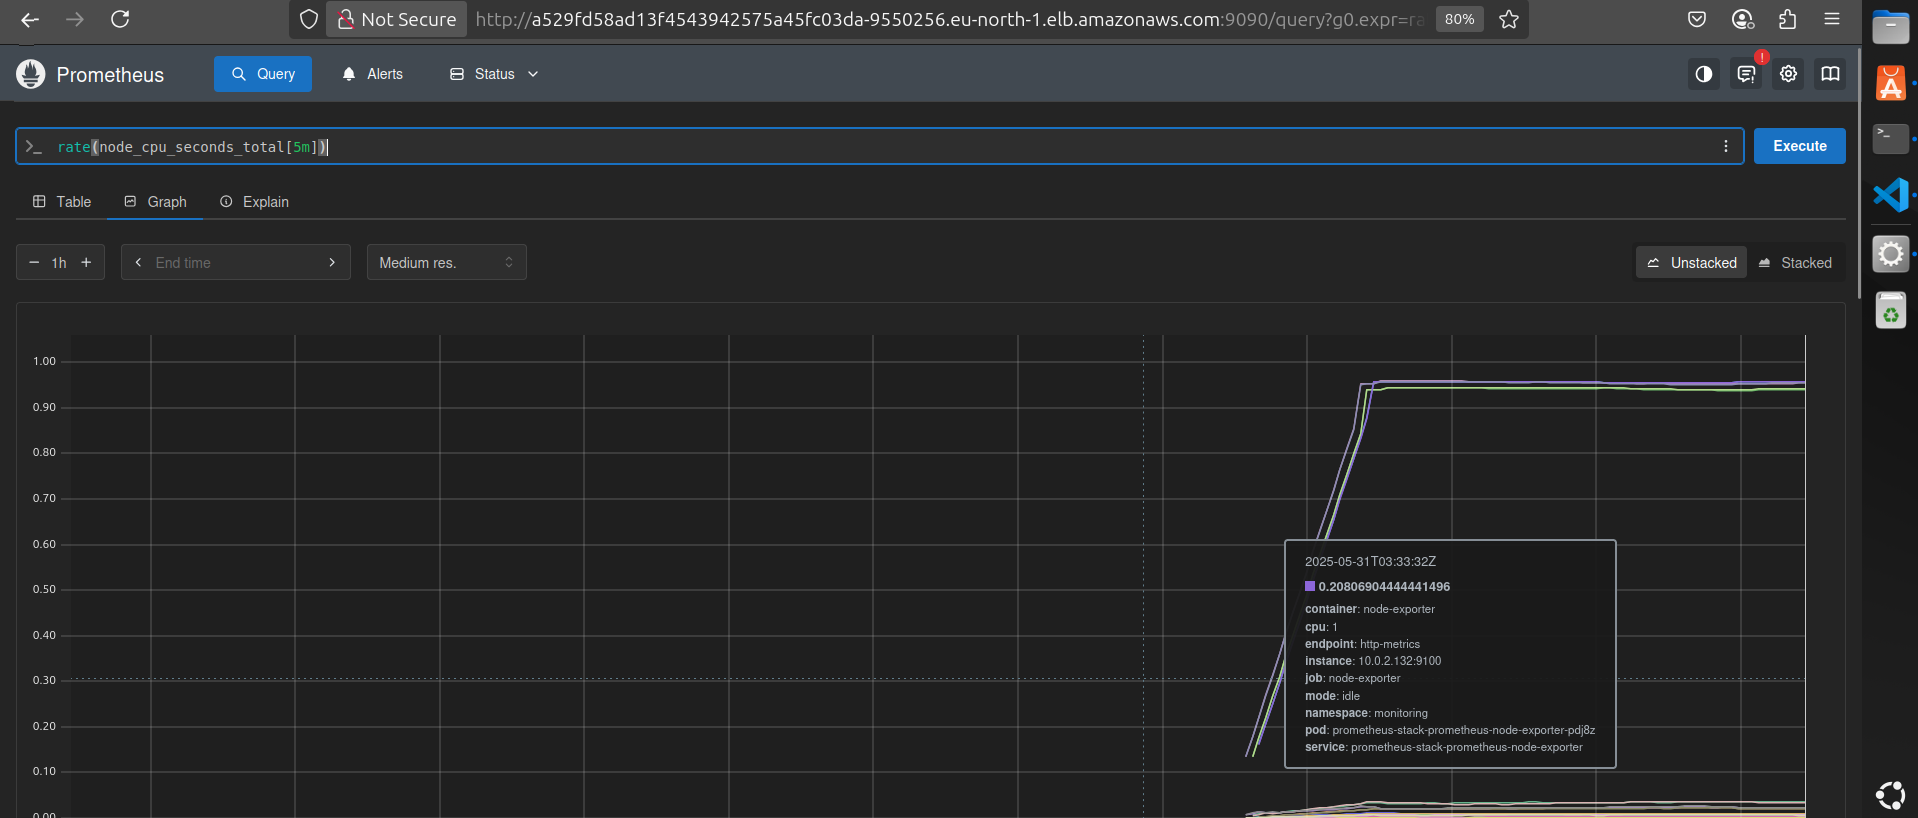 Not Secure
http://a529fd58ad13f4543942575a45fc03da-9550256.eu-north-1.elb.amazonaws.com:9090/query?g0.expr=ra
80%
Prometheus
Query
Alerts
Status
!
rate(node_cpu_seconds_total[5m])
Execute
Table
Graph
Explain
1h
End time
Medium res.
Unstacked
Stacked
1.00
0.90
0.80
0.70
0.60
0.50
0.40
0.30
0.20
0.10
0.00
2025-05-31T03:33:32Z
0.20806904444441496
container: node-exporter
cpu: 1
endpoint: http-metrics
instance: 10.0.2.132:9100
job: node-exporter
mode: idle
namespace: monitoring
pod: prometheus-stack-prometheus-node-exporter-pdj8z
service: prometheus-stack-prometheus-node-exporter